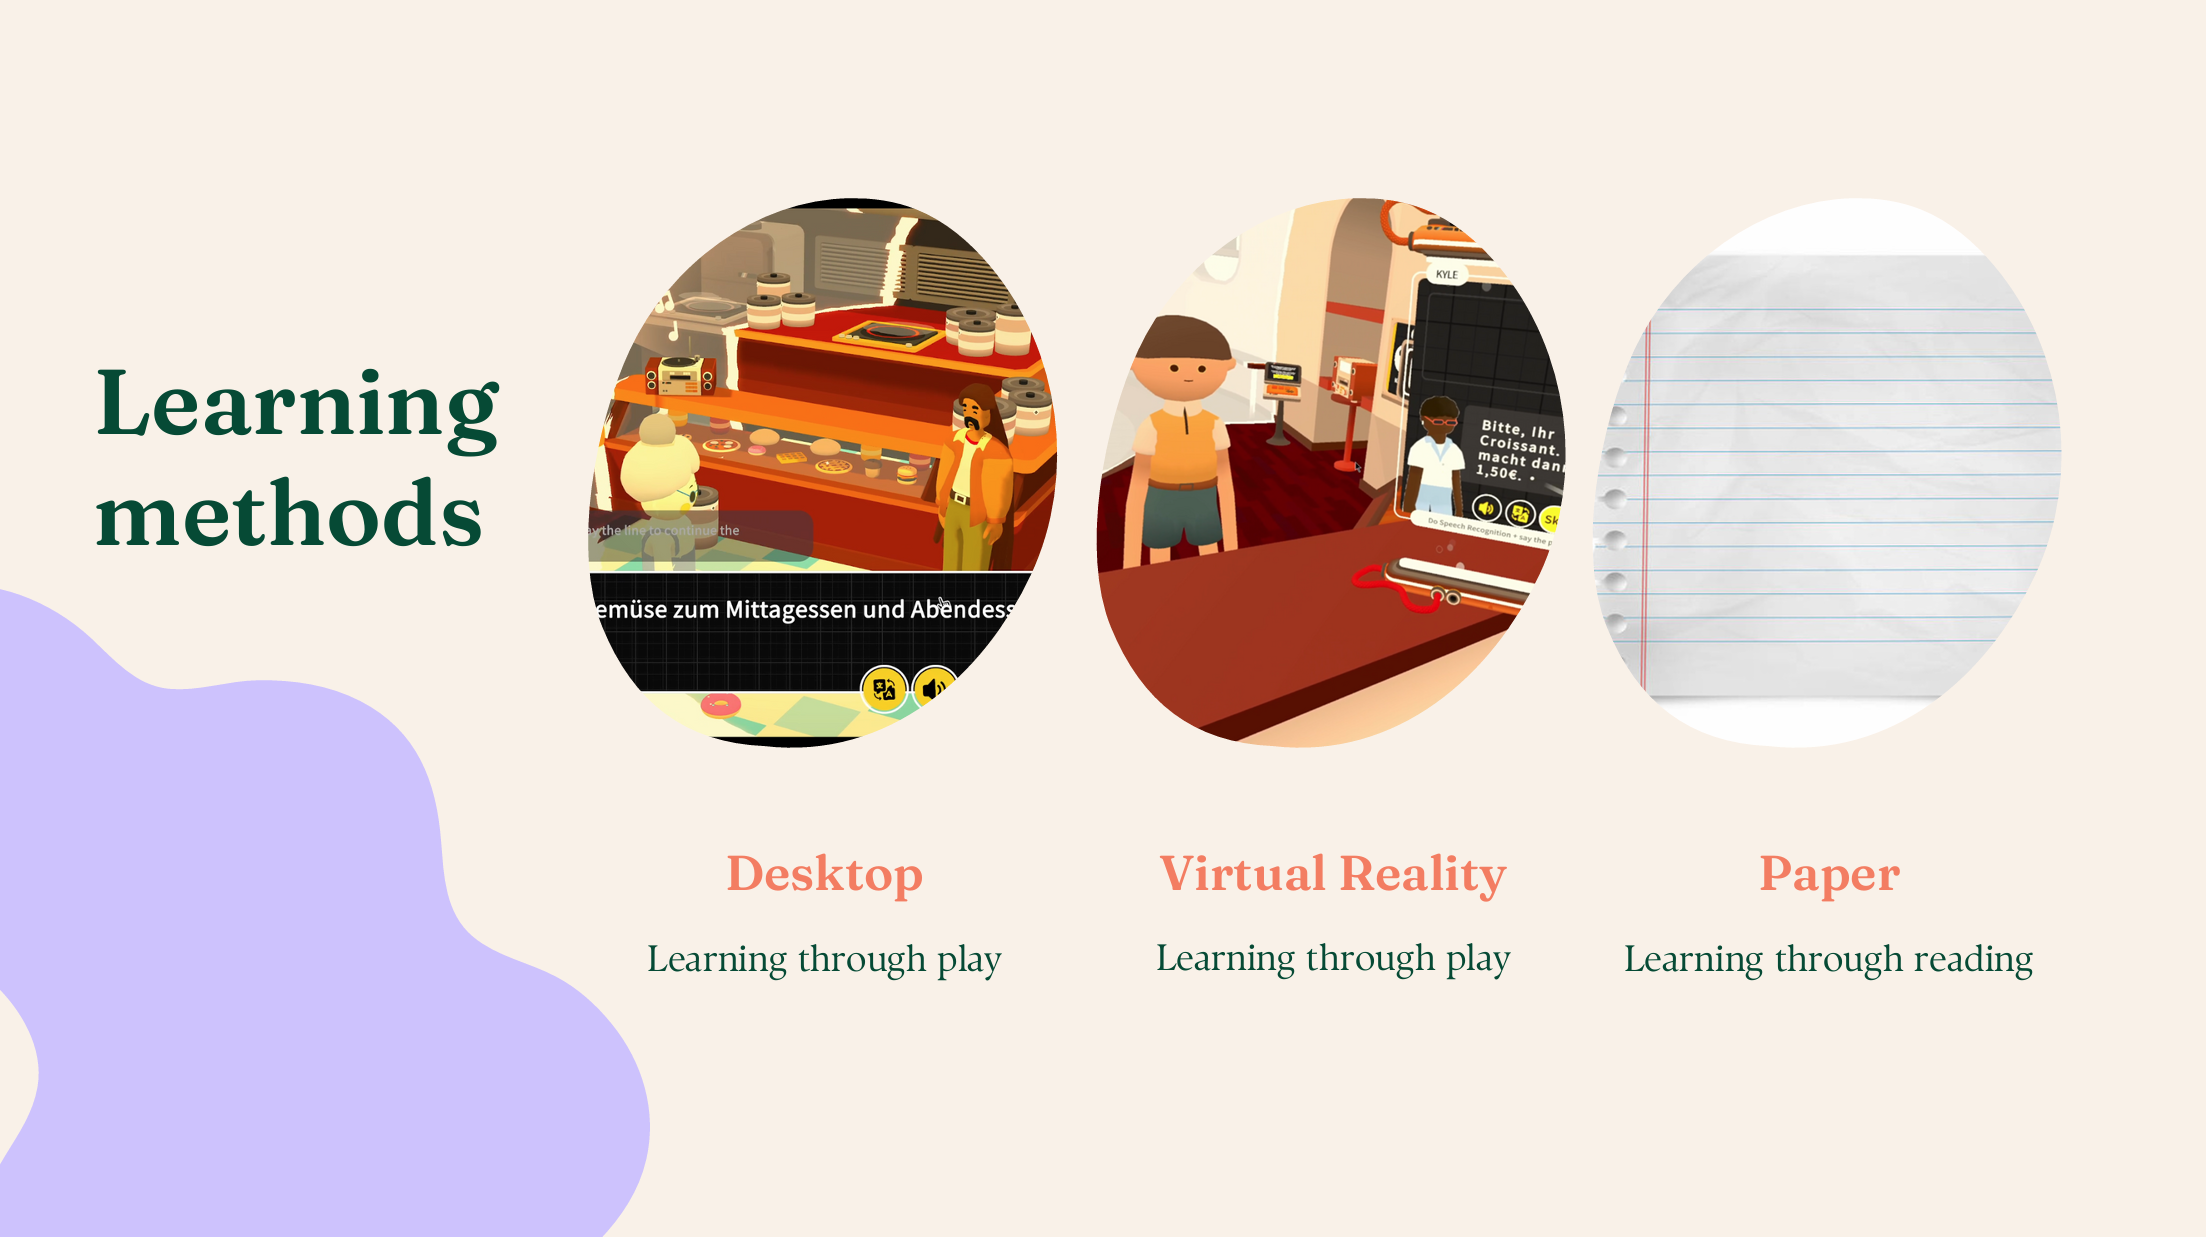 Learning
methods
say the line to continue the
emüse zum Mittagessen und Abendess
KYLE
Bitte, Ihr
Croissant.
macht dann
1,50€.
Sk
Do Speech Recognition + say the p
Desktop
Virtual Reality
Paper
Learning through play
Learning through play
Learning through reading